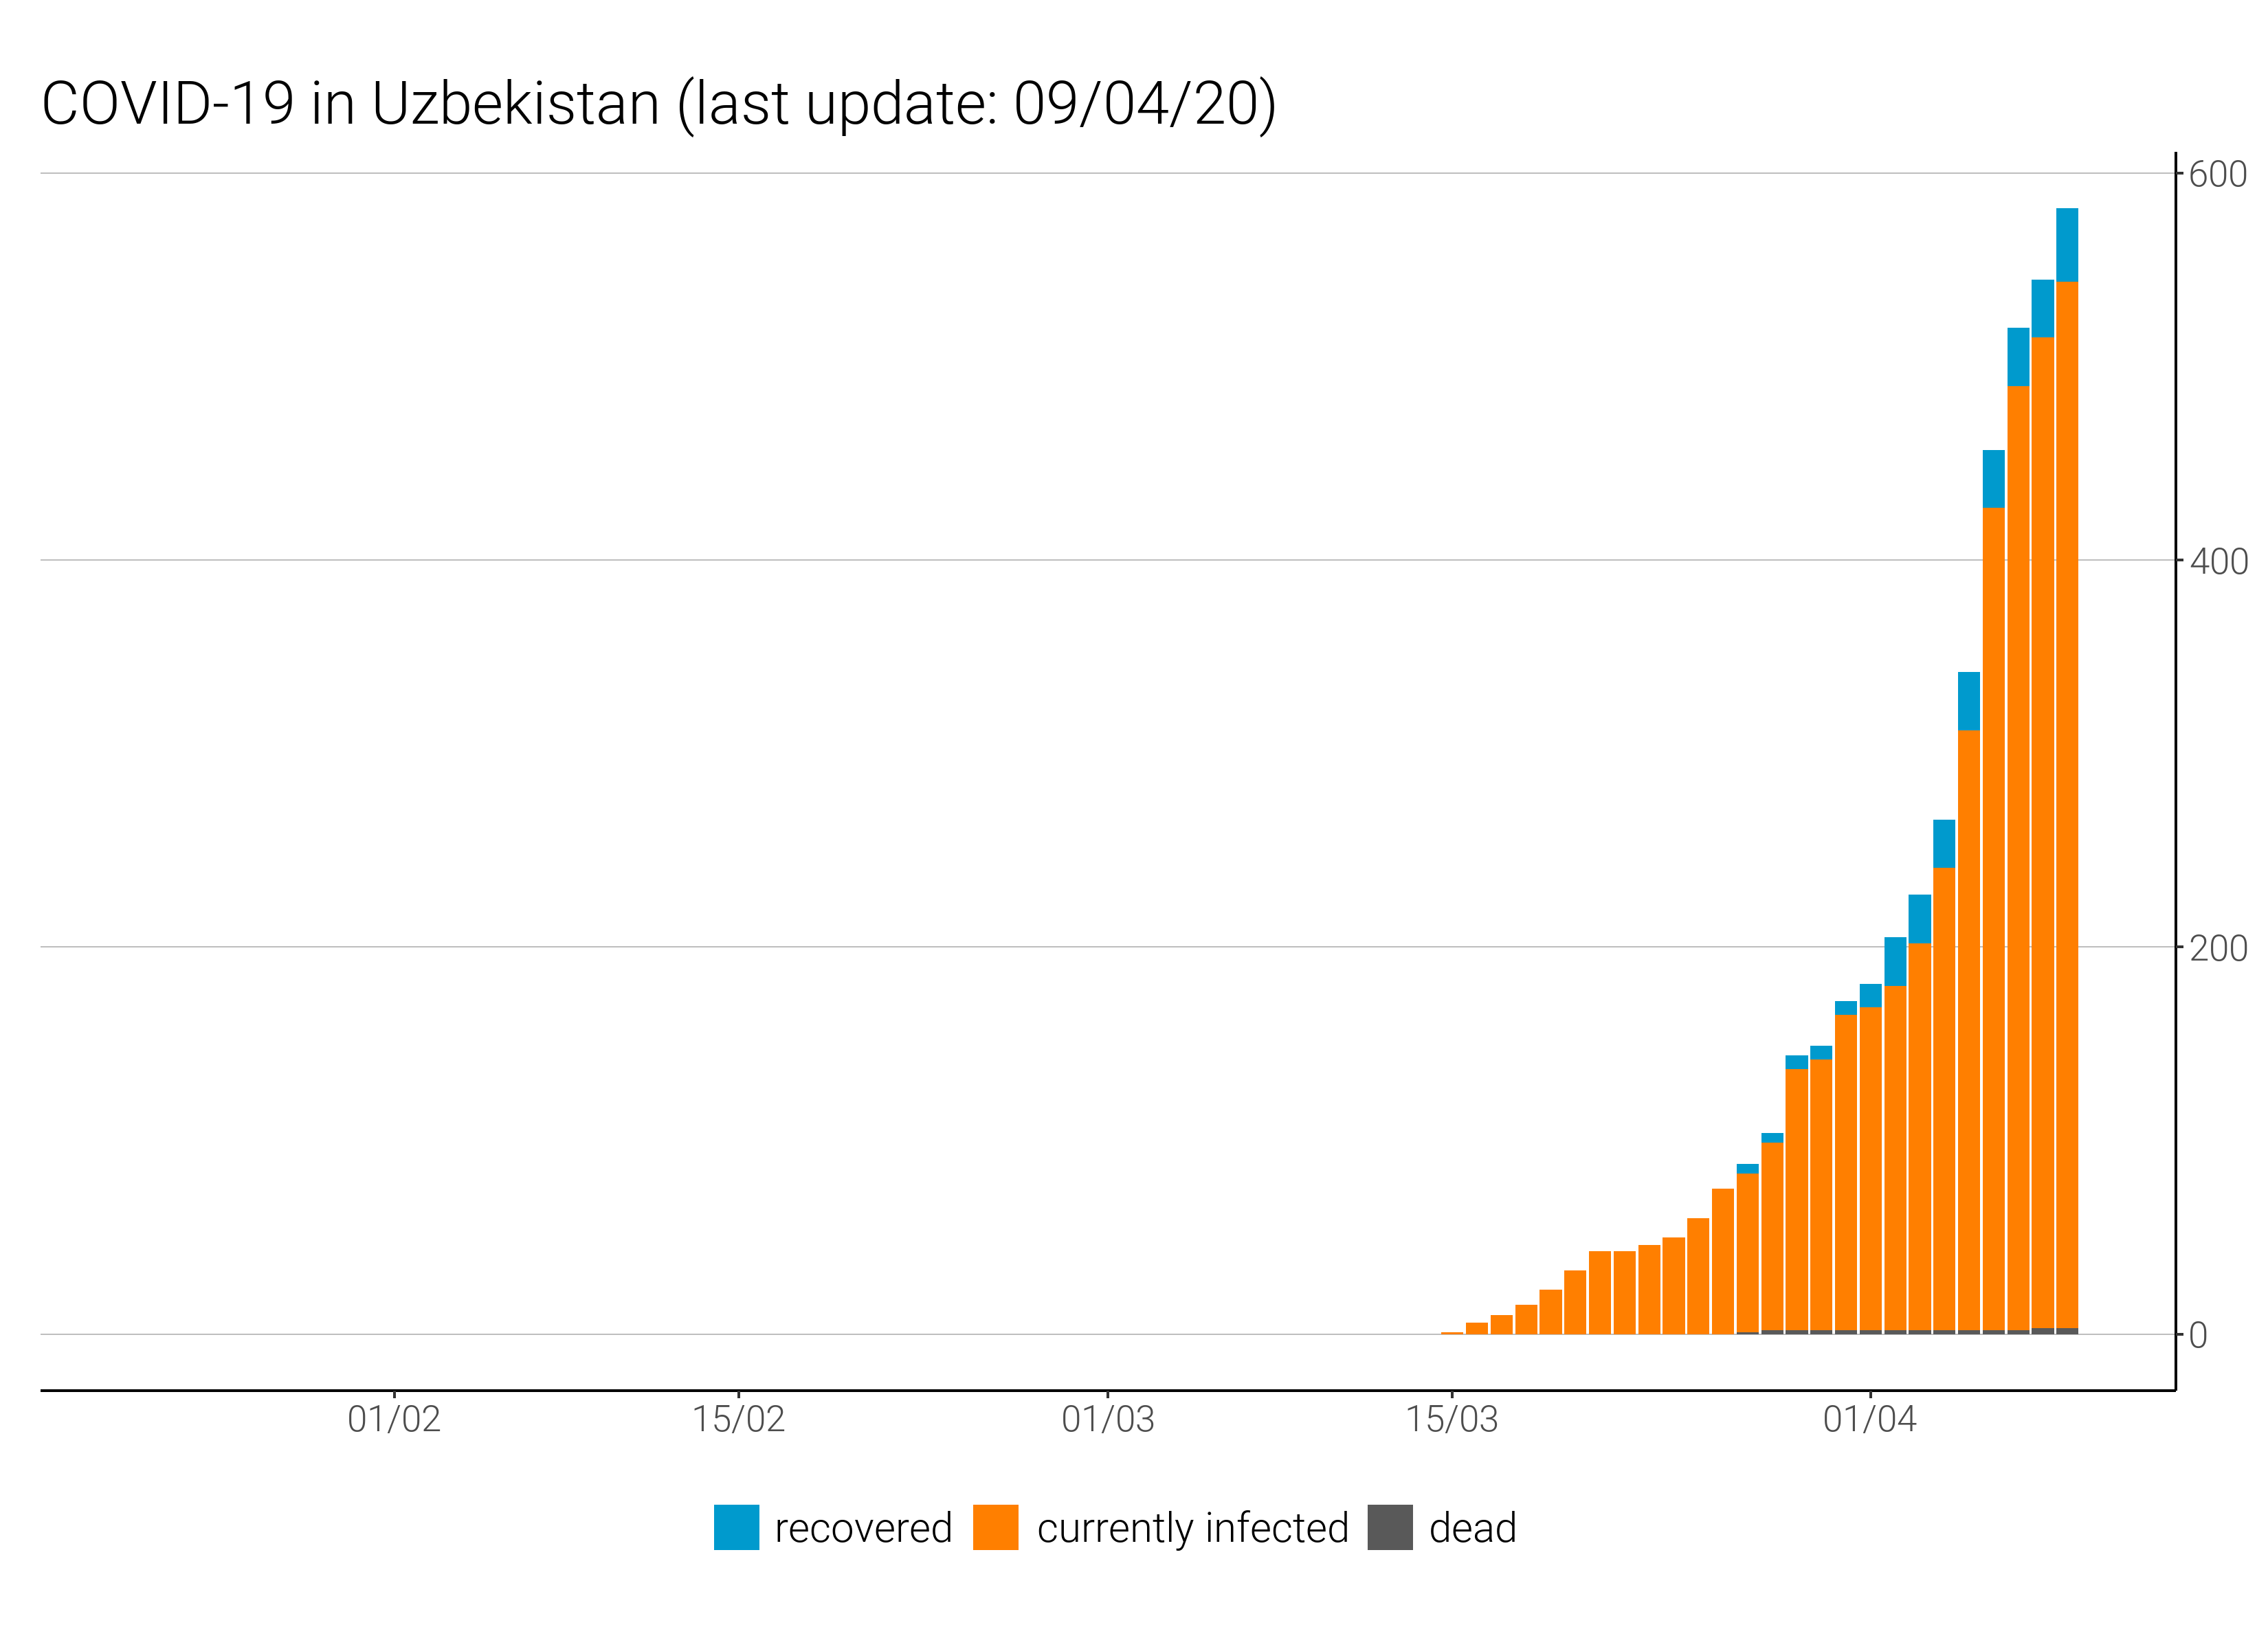 COVID-19 in Uzbekistan (last update: 09/04/20)
600
400
200
0
01/02 15/02 01/03 15/03 01/04
recovered currently infected dead